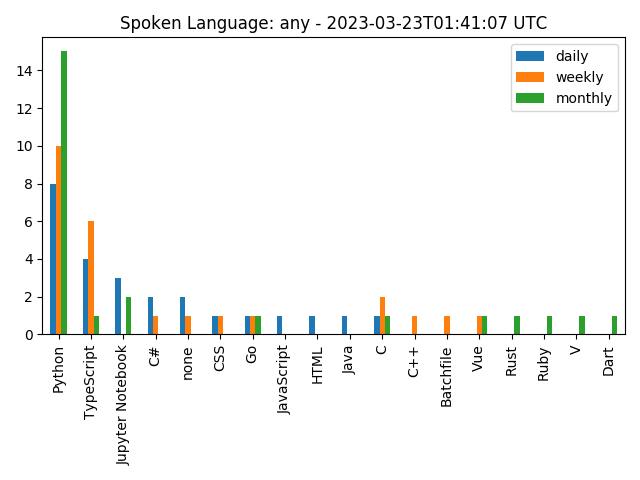 Spoken Language: any - 2023-03-23T01:41:07 UTC
daily
weekly
monthly
14
12
10
8
6
4
2
0
Python
TypeScript
Jupyter Notebook
C#
none
CSS
Go
JavaScript
HTML
Java
C
C++
Batchfile
Vue
Rust
Ruby
V
Dart